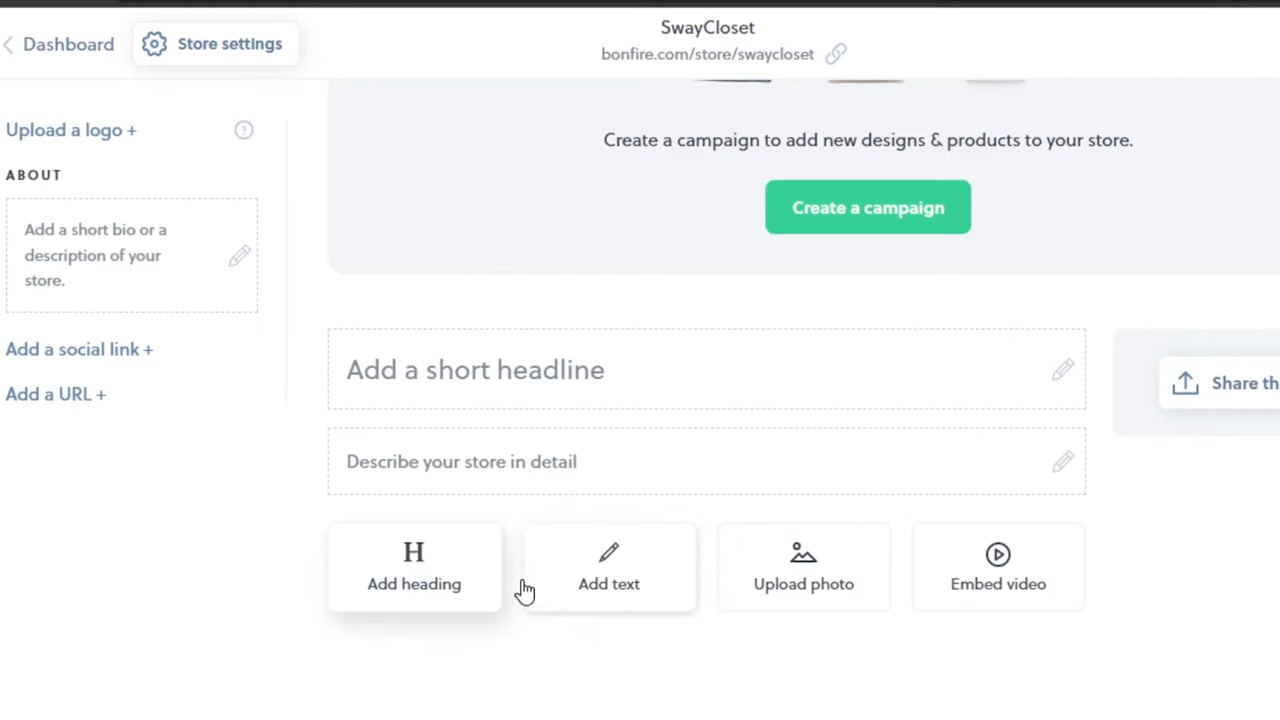 Dashboard
Store settings
SwayCloset
bonfire.com/store/swaycloset
Upload a logo +
?
ABOUT
Add a short bio or a
description of your
store.
Add a social link +
Add a URL +
Create a campaign to add new designs & products to your store.
Create a campaign
Add a short headline
Describe your store in detail
H
Add heading
Add text
Upload photo
Embed video
Share th